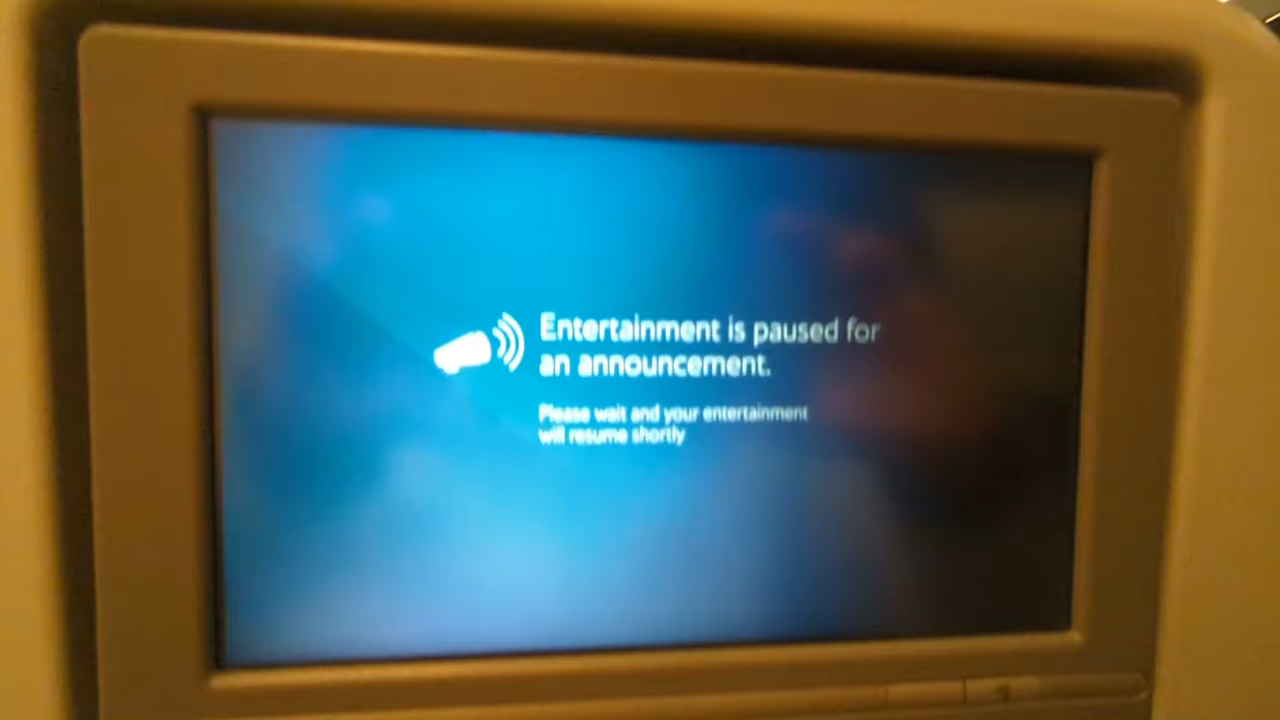 Entertainment is paused for
an announcement.
Please wait and your entertainment
will resume shortly